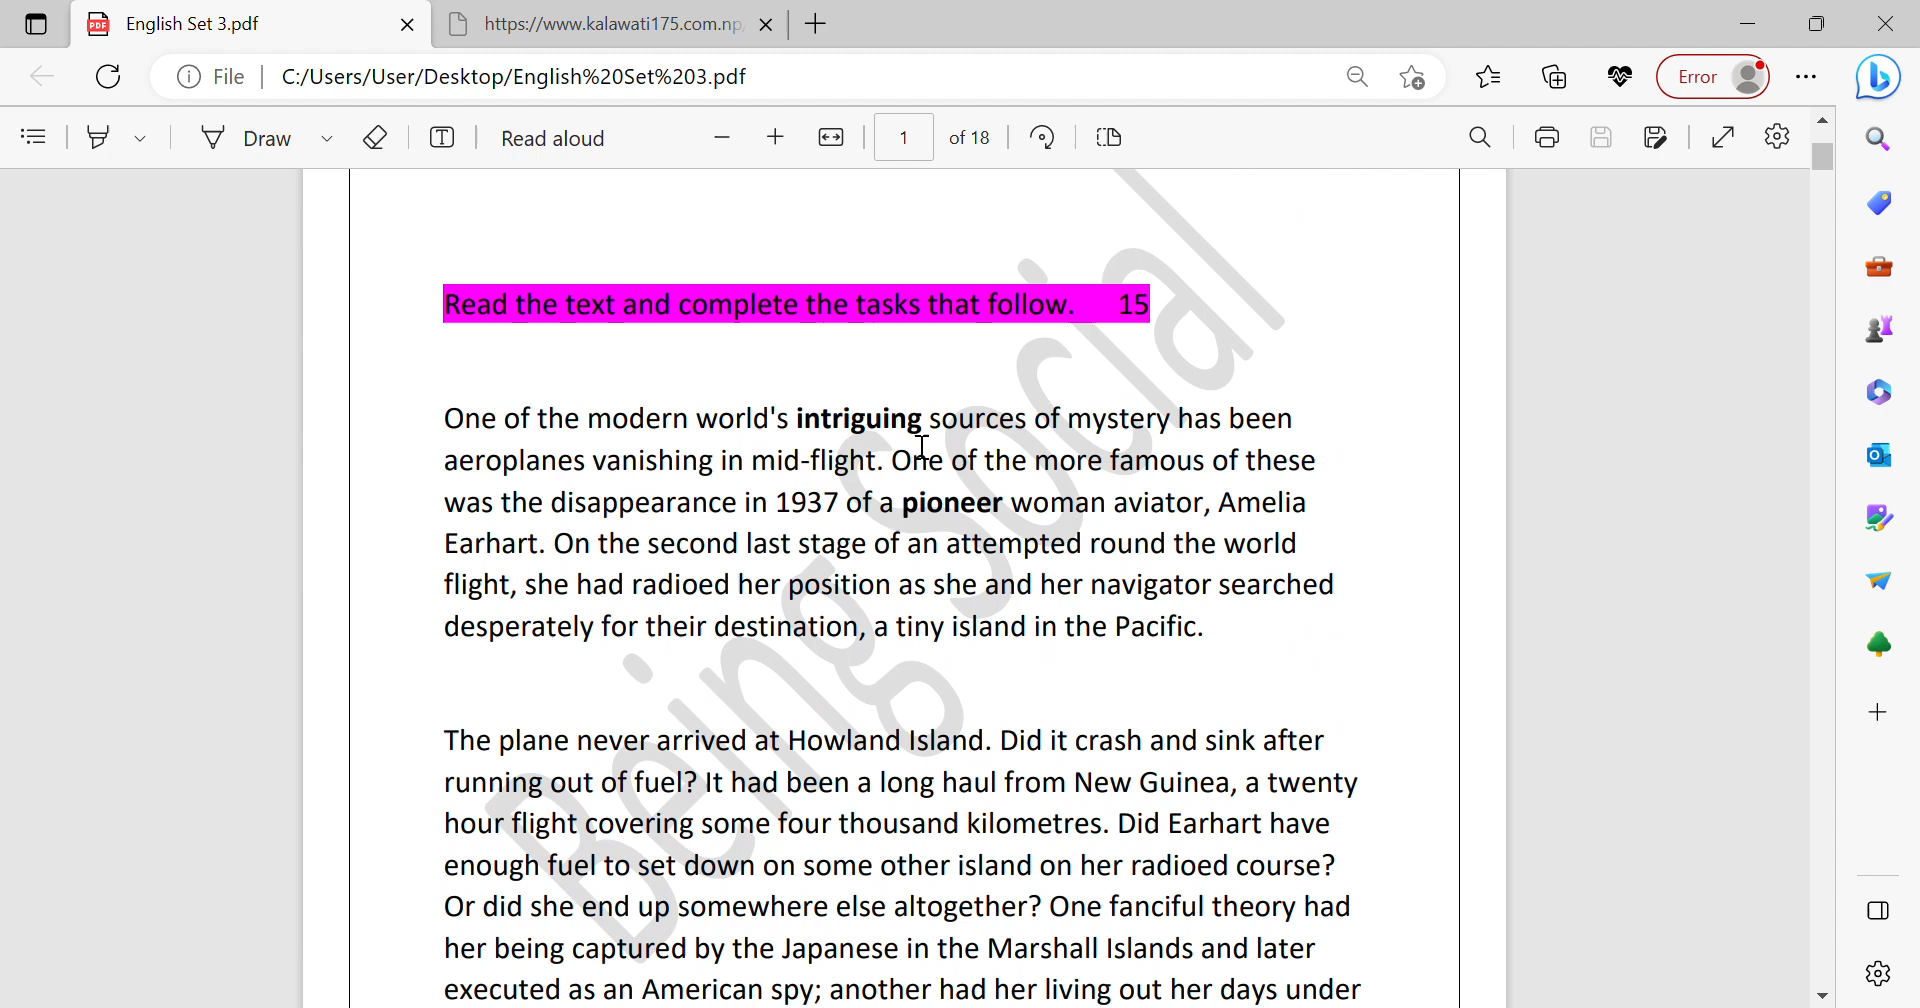 English Set 3.pdf
https://www.kalawati175.com.np/
File
C:/Users/User/Desktop/English%20Set%203.pdf
Error
Draw
Read aloud
1
of 18
Read the text and complete the tasks that follow. 15
One of the modern world's intriguing sources of mystery has been
aeroplanes vanishing in mid-flight. One of the more famous of these
was the disappearance in 1937 of a pioneer woman aviator, Amelia
Earhart. On the second last stage of an attempted round the world
flight, she had radioed her position as she and her navigator searched
desperately for their destination, a tiny island in the Pacific.
The plane never arrived at Howland Island. Did it crash and sink after
running out of fuel? It had been a long haul from New Guinea, a twenty
hour flight covering some four thousand kilometres. Did Earhart have
enough fuel to set down on some other island on her radioed course?
Or did she end up somewhere else altogether? One fanciful theory had
her being captured by the Japanese in the Marshall Islands and later
executed as an American spy; another had her living out her days under
Being Social